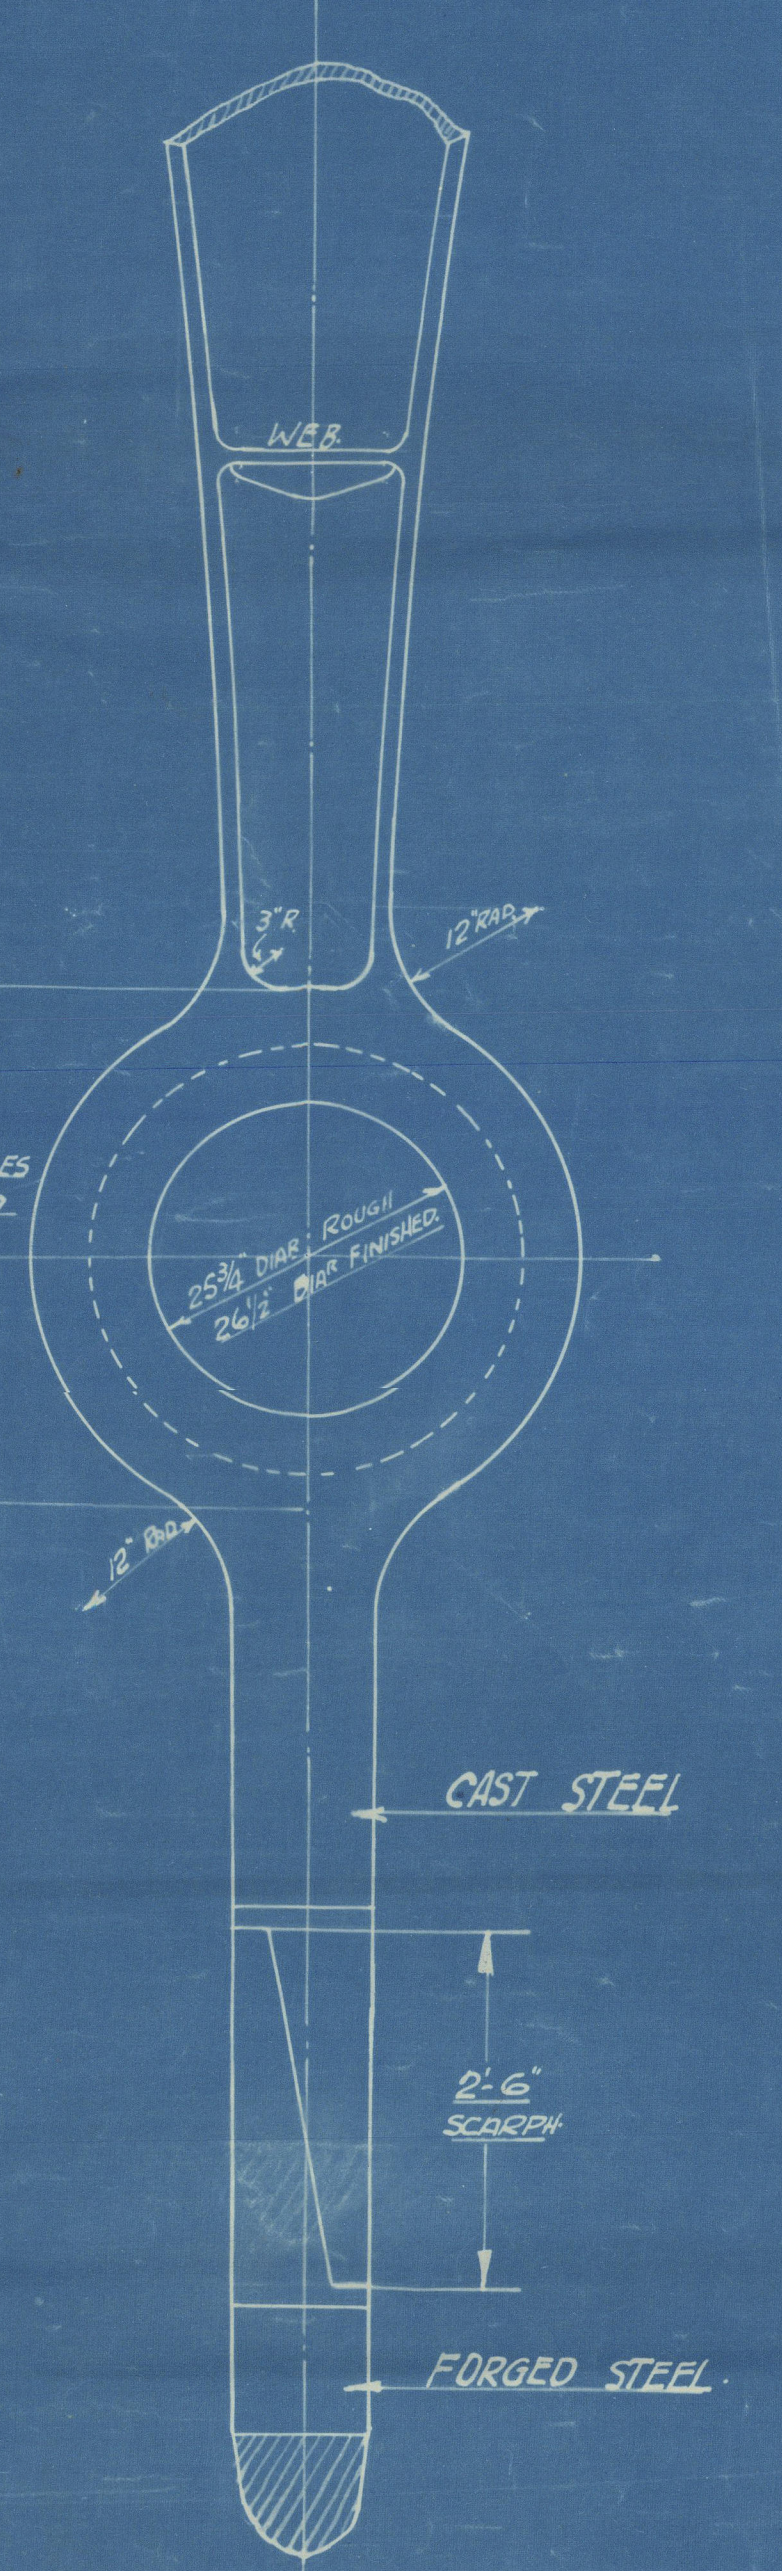 WEB.
3"R.
12"RAD.
ES
25¾" DIAR: ROUGH
26½" DIAR FINISHED.
12" RAD.
CAST STEEL
2'-6"
SCARPH.
FORGED STEEL.